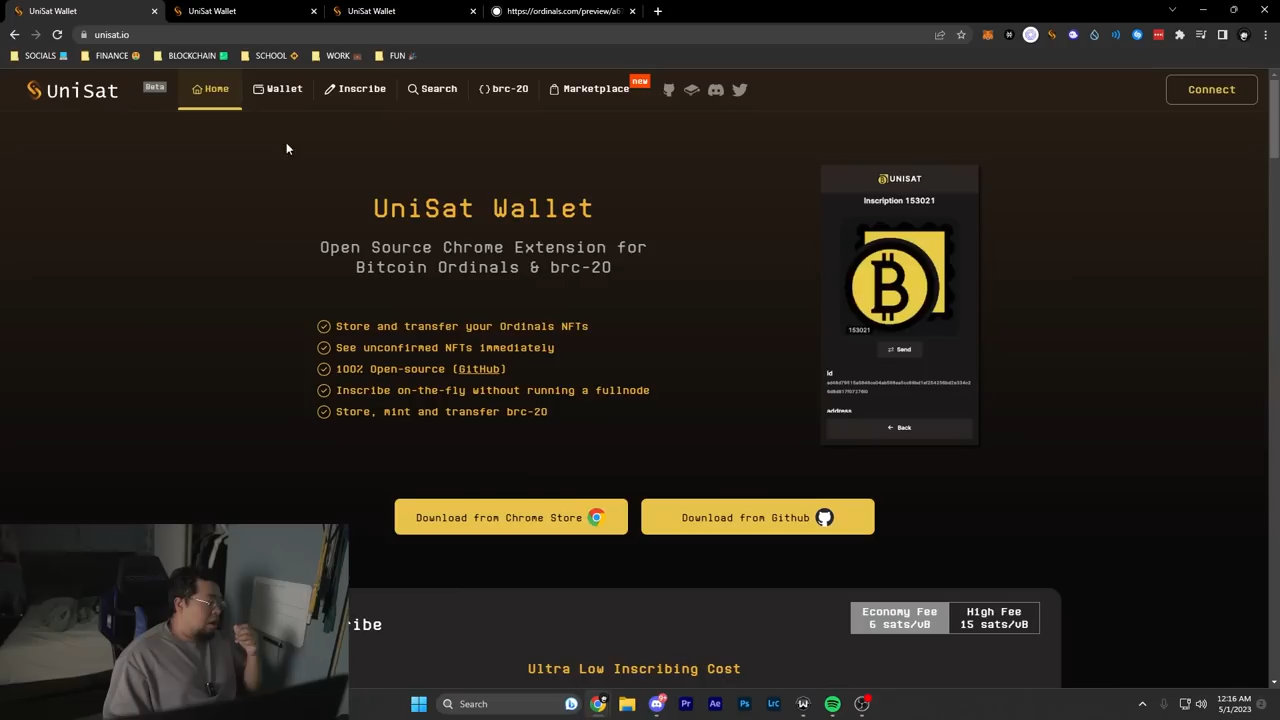 UniSat Wallet
UniSat Wallet
UniSat Wallet
https://ordinals.com/preview/a6
unisat.io
SOCIALS
FINANCE
BLOCKCHAIN
SCHOOL
WORK
FUN
UniSat
Beta
Home
Wallet
Inscribe
Search
brc-20
Marketplace
new
Connect
UniSat Wallet
Open Source Chrome Extension for
Bitcoin Ordinals & brc-20
Store and transfer your Ord1nals NFTs
See unconfirmed NFTs immediately
100% Open-source (GitHub)
Inscribe on-the-fly without running a fullnode
Store, mint and transfer brc-20
UNISAT
Inscription 153021
153021
Send
id
address
Back
Download from Chrome Store
Download from Github
ribe
Economy Fee
6 sats/vB
High Fee
15 sats/vB
Ultra Low Inscribing Cost
Search
12:16 AM
5/1/2023